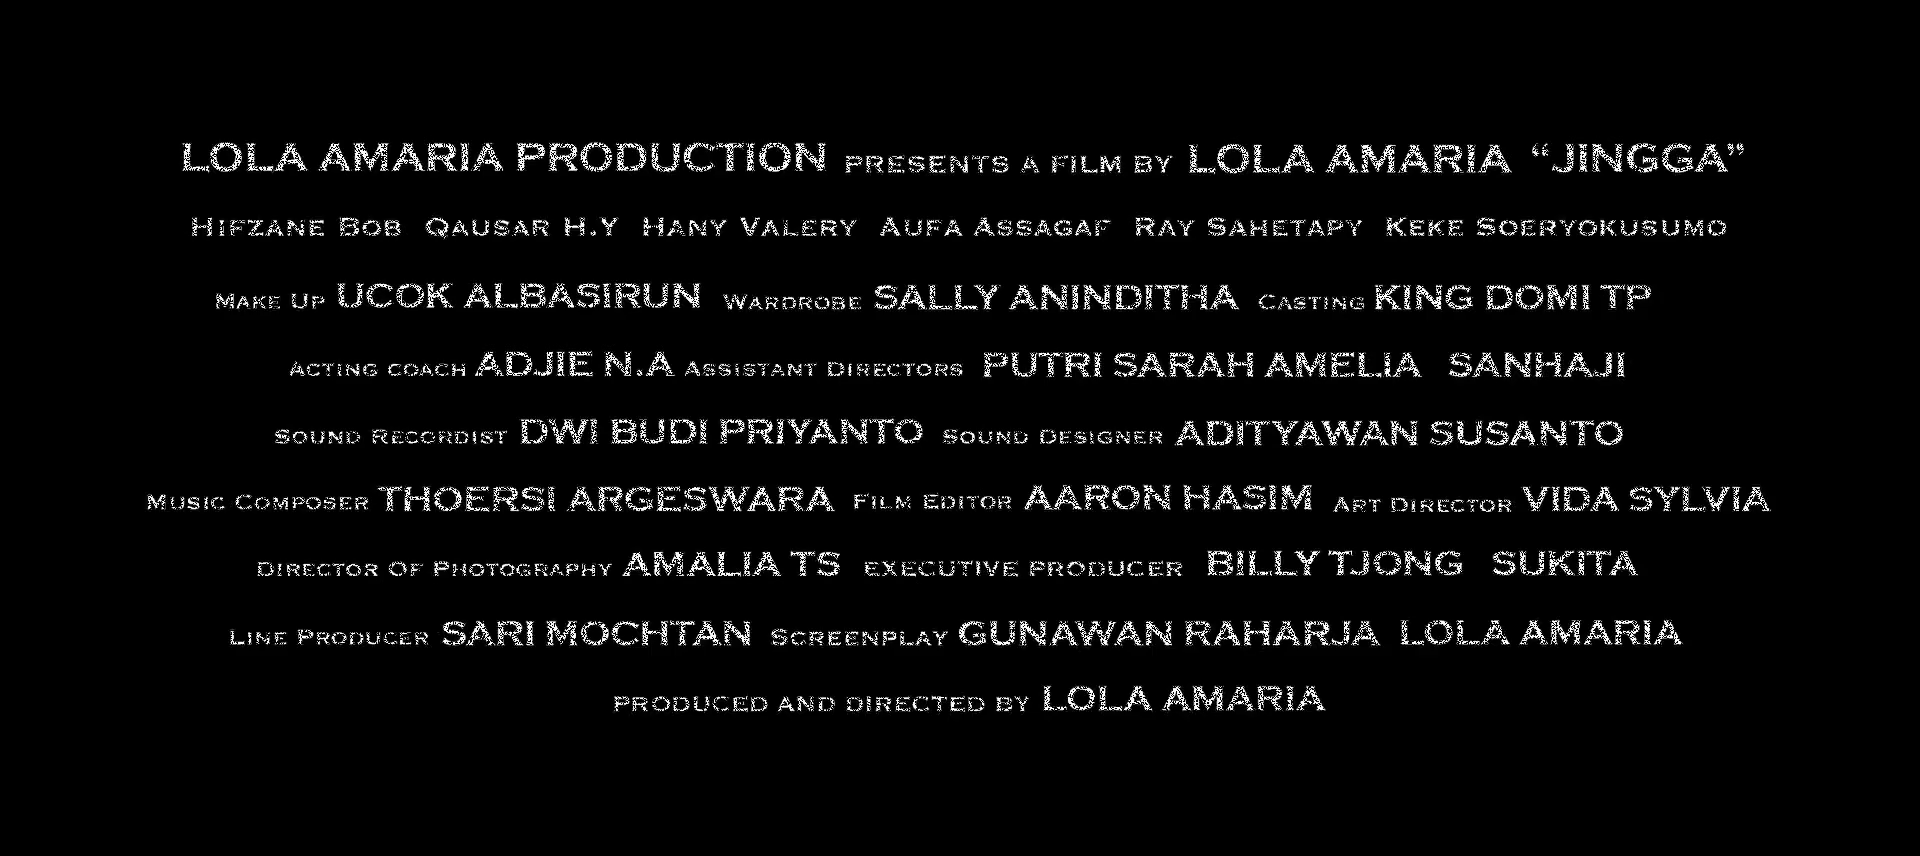 LOLA AMARIA PRODUCTION PRESENTS A FILM BY LOLA AMARIA “JINGGA”
HIFZANE BOB QAUSAR H.Y HANY VALERY AUFA ASSAGAF RAY SAHETAPY KEKE SOERYOKUSUMO
MAKE UP UCOK ALBASIRUN WARDROBE SALLY ANINDITHA CASTING KING DOMI TP
ACTING COACH ADJIE N.A ASSISTANT DIRECTORS PUTRI SARAH AMELIA SANHAJI
SOUND RECORDIST DWI BUDI PRIYANTO SOUND DESIGNER ADITYAWAN SUSANTO
MUSIC COMPOSER THOERSI ARGESWARA FILM EDITOR AARON HASIM ART DIRECTOR VIDA SYLVIA
DIRECTOR OF PHOTOGRAPHY AMALIA TS EXECUTIVE PRODUCER BILLY TJONG SUKITA
LINE PRODUCER SARI MOCHTAN SCREENPLAY GUNAWAN RAHARJA LOLA AMARIA
PRODUCED AND DIRECTED BY LOLA AMARIA